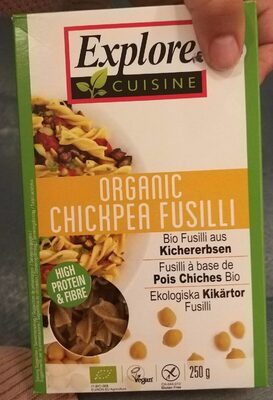 Explore
CUISINE
ORGANIC
CHICKPEA FUSILLI
Bio Fusilli aus
Kichererbsen
Fusilli à base de
Pois Chiches Bio
Ekologiska Kikärtor
Fusilli
HIGH
PROTEIN
& FIBRE
Vegan
250 g